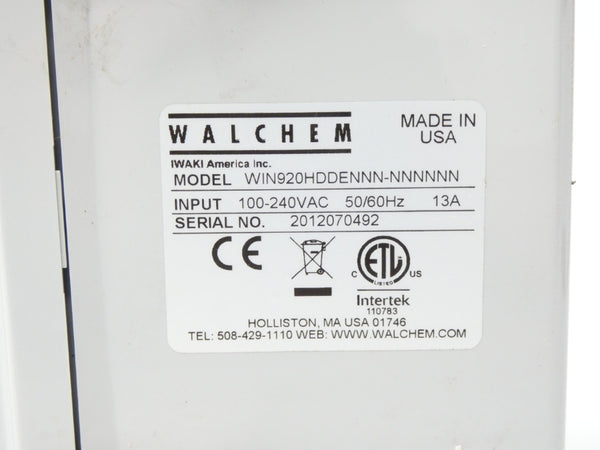 WALCHEM
MADE IN
USA
IWAKI America Inc.
MODEL WIN920HDDENNN-NNNNNN
INPUT 100-240VAC 50/60Hz 13A
SERIAL NO. 2012070492
CE
ETL
C US
LISTED
Intertek
110783
HOLLISTON, MA USA 01746
TEL: 508-429-1110 WEB: WWW.WALCHEM.COM